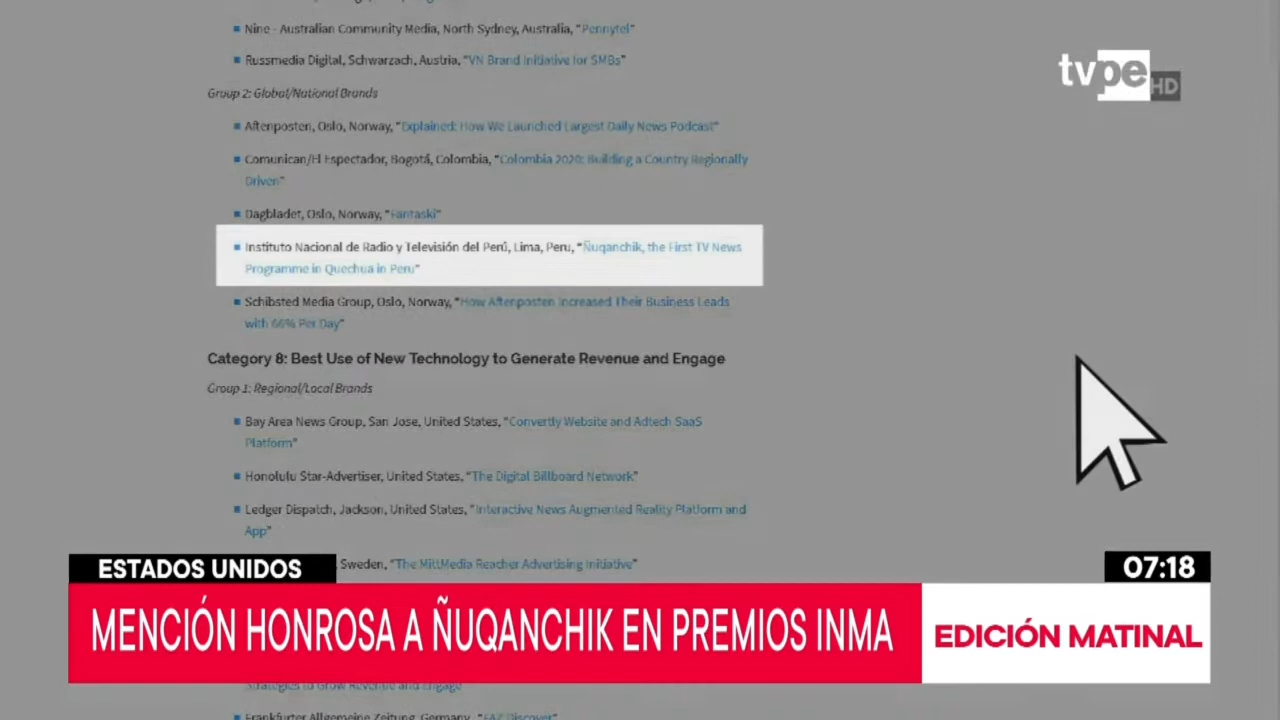 Nine - Australian Community Media, North Sydney, Australia, "Pennytel"
Russmedia Digital, Schwarzach, Austria, "VN Brand Initiative for SMBs"
tvpe HD
Group 2: Global/National Brands
Aftenposten, Oslo, Norway, "Explained: How We Launched Largest Daily News Podcast"
Comunican/El Espectador, Bogotá, Colombia, "Colombia 2020: Building a Country Regionally
Driven"
Dagbladet, Oslo, Norway, "Fantaski"
Instituto Nacional de Radio y Televisión del Perú, Lima, Peru, "Ñuqanchik, the First TV News
Programme in Quechua in Peru"
Schibsted Media Group, Oslo, Norway, "How Aftenposten Increased Their Business Leads
with 66% Per Day"
Category 8: Best Use of New Technology to Generate Revenue and Engage
Group 1: Regional/Local Brands
Bay Area News Group, San Jose, United States, "Convertly Website and Adtech SaaS
Platform"
Honolulu Star-Advertiser, United States, "The Digital Billboard Network"
Ledger Dispatch, Jackson, United States, "Interactive News Augmented Reality Platform and
App"
Sweden, "The MittMedia Reacher Advertising Initiative"
ESTADOS UNIDOS
07:18
MENCIÓN HONROSA A ÑUQANCHIK EN PREMIOS INMA
EDICIÓN MATINAL
Strategies to Grow Revenue and Engage
Frankfurter Allgemeine Zeitung, Germany, "FAZ Discover"